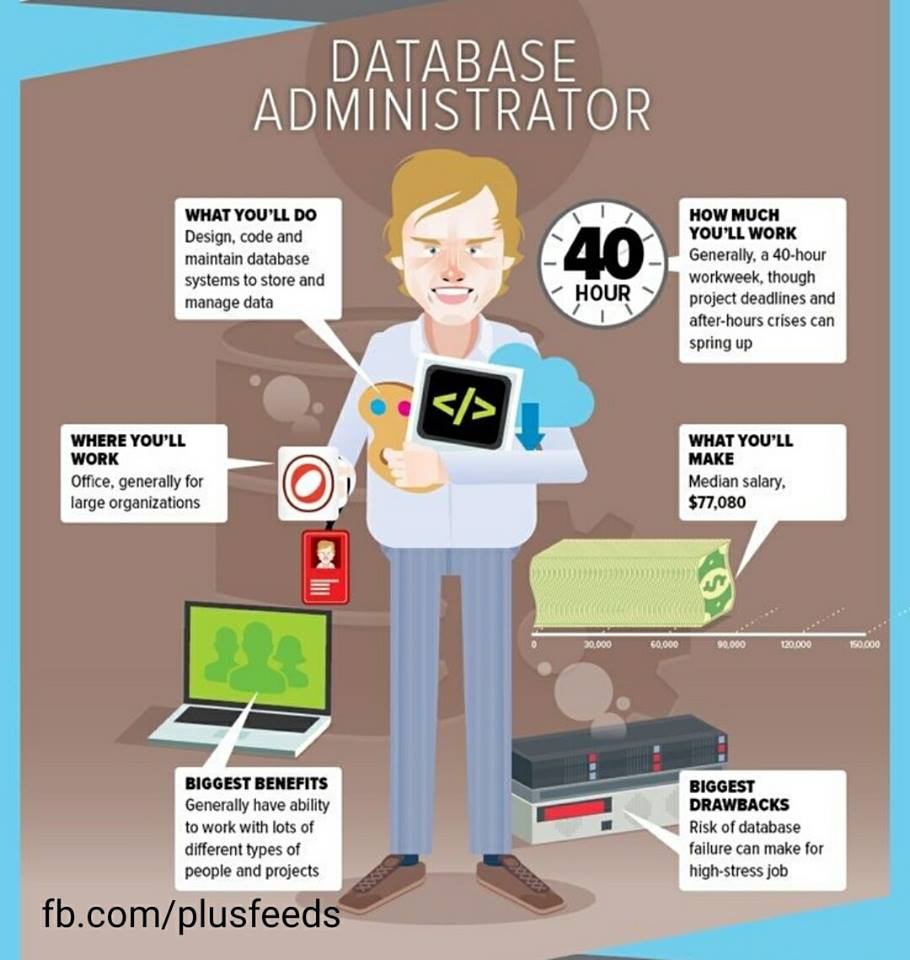 DATABASE
ADMINISTRATOR
WHAT YOU'LL DO
Design, code and
maintain database
systems to store and
manage data
40
HOUR
HOW MUCH
YOU'LL WORK
Generally, a 40-hour
workweek, though
project deadlines and
after-hours crises can
spring up
</>
WHERE YOU'LL
WORK
Office, generally for
large organizations
WHAT YOU'LL
MAKE
Median salary,
$77,080
$
0 30,000 60,000 90,000 120,000 150,000
BIGGEST BENEFITS
Generally have ability
to work with lots of
different types of
people and projects
BIGGEST
DRAWBACKS
Risk of database
failure can make for
high-stress job
fb.com/plusfeeds